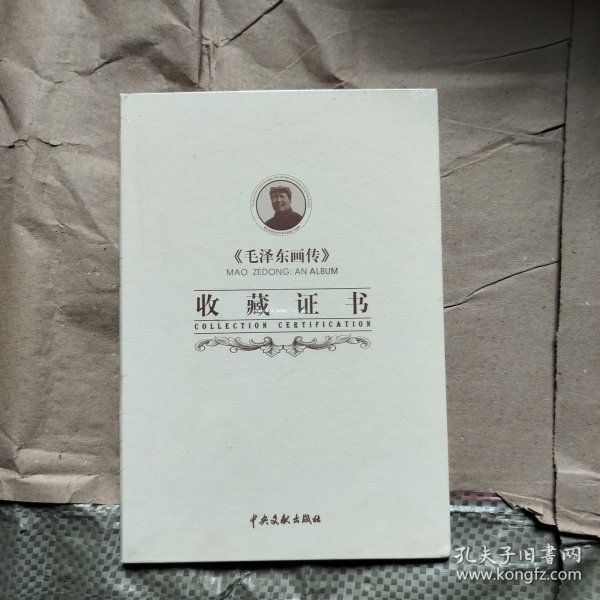 《毛泽东画传》
MAO ZEDONG: AN ALBUM
收藏证书
COLLECTION CERTIFICATION
中央文献出版社
孔夫子旧书网
www.kongfz.com